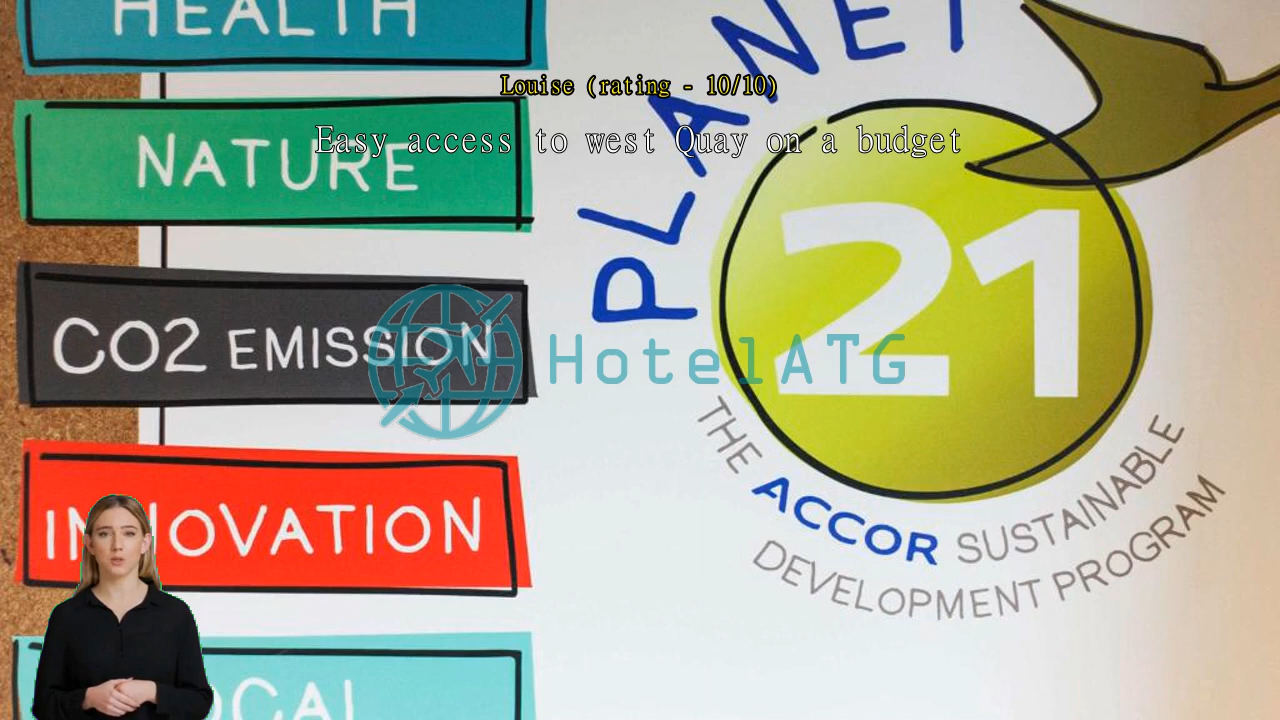 HEALTH
Louise (rating - 10/10)
Easy access to west Quay on a budget
NATURE
CO2 EMISSION
INNOVATION
PLANET
21
THE ACCOR SUSTAINABLE
DEVELOPMENT PROGRAM
HotelATG